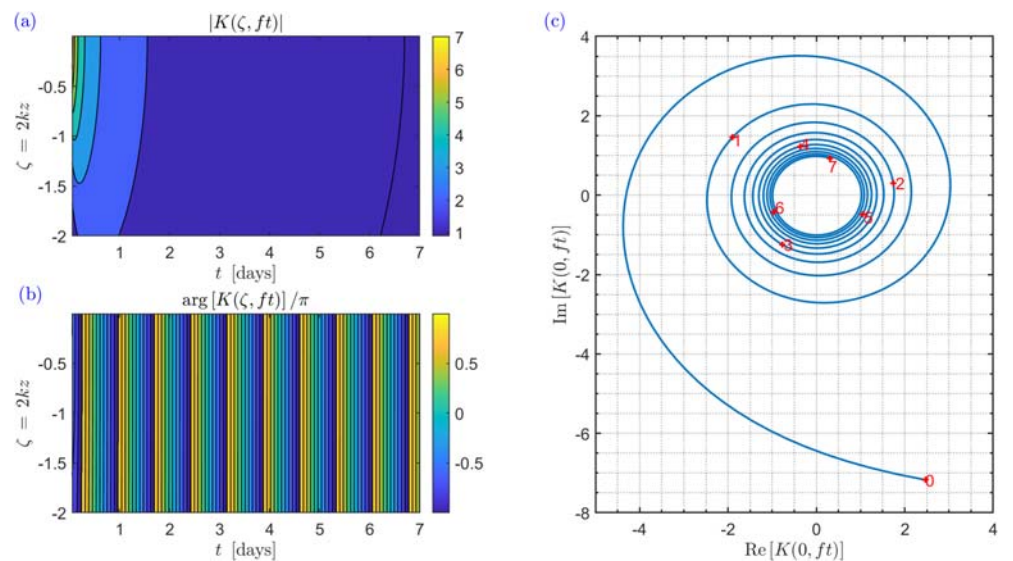 (a)
|K(ζ, ft)|
-0.5
-1
-1.5
-2
ζ = 2kz
1 2 3 4 5 6 7
t [days]
7
6
5
4
3
2
1
(b)
arg [K(ζ, ft)] /π
-0.5
-1
-1.5
-2
ζ = 2kz
1 2 3 4 5 6 7
t [days]
0.5
0
-0.5
(c)
4
2
0
-2
-4
-6
-8
Im [K(0, ft)]
-4 -2 0 2 4
Re [K(0, ft)]
0
1
2
3
4
5
6
7